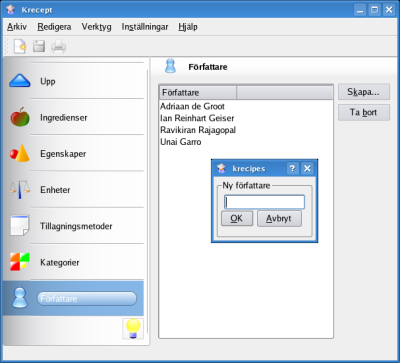 Krecept
Arkiv Redigera Verktyg Inställningar Hjälp
Upp
Ingredienser
Egenskaper
Enheter
Tillagningsmetoder
Kategorier
Författare
Författare
Författare
Adriaan de Groot
Ian Reinhart Geiser
Ravikiran Rajagopal
Unai Garro
Skapa...
Ta bort
krecipes
Ny författare
OK Avbryt